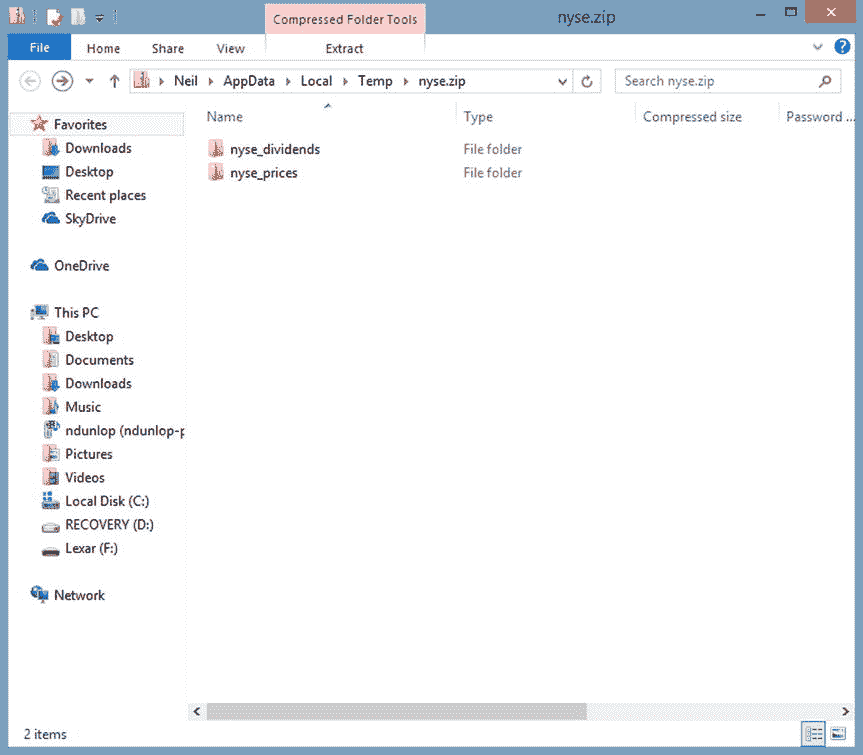 Compressed Folder Tools nyse.zip
File Home Share View Extract
Neil AppData Local Temp nyse.zip Search nyse.zip
Name Type Compressed size Password ...
Favorites
Downloads nyse_dividends File folder
Desktop nyse_prices File folder
Recent places
SkyDrive
OneDrive
This PC
Desktop
Documents
Downloads
Music
ndunlop (ndunlop-p
Pictures
Videos
Local Disk (C:)
RECOVERY (D:)
Lexar (F:)
Network
2 items